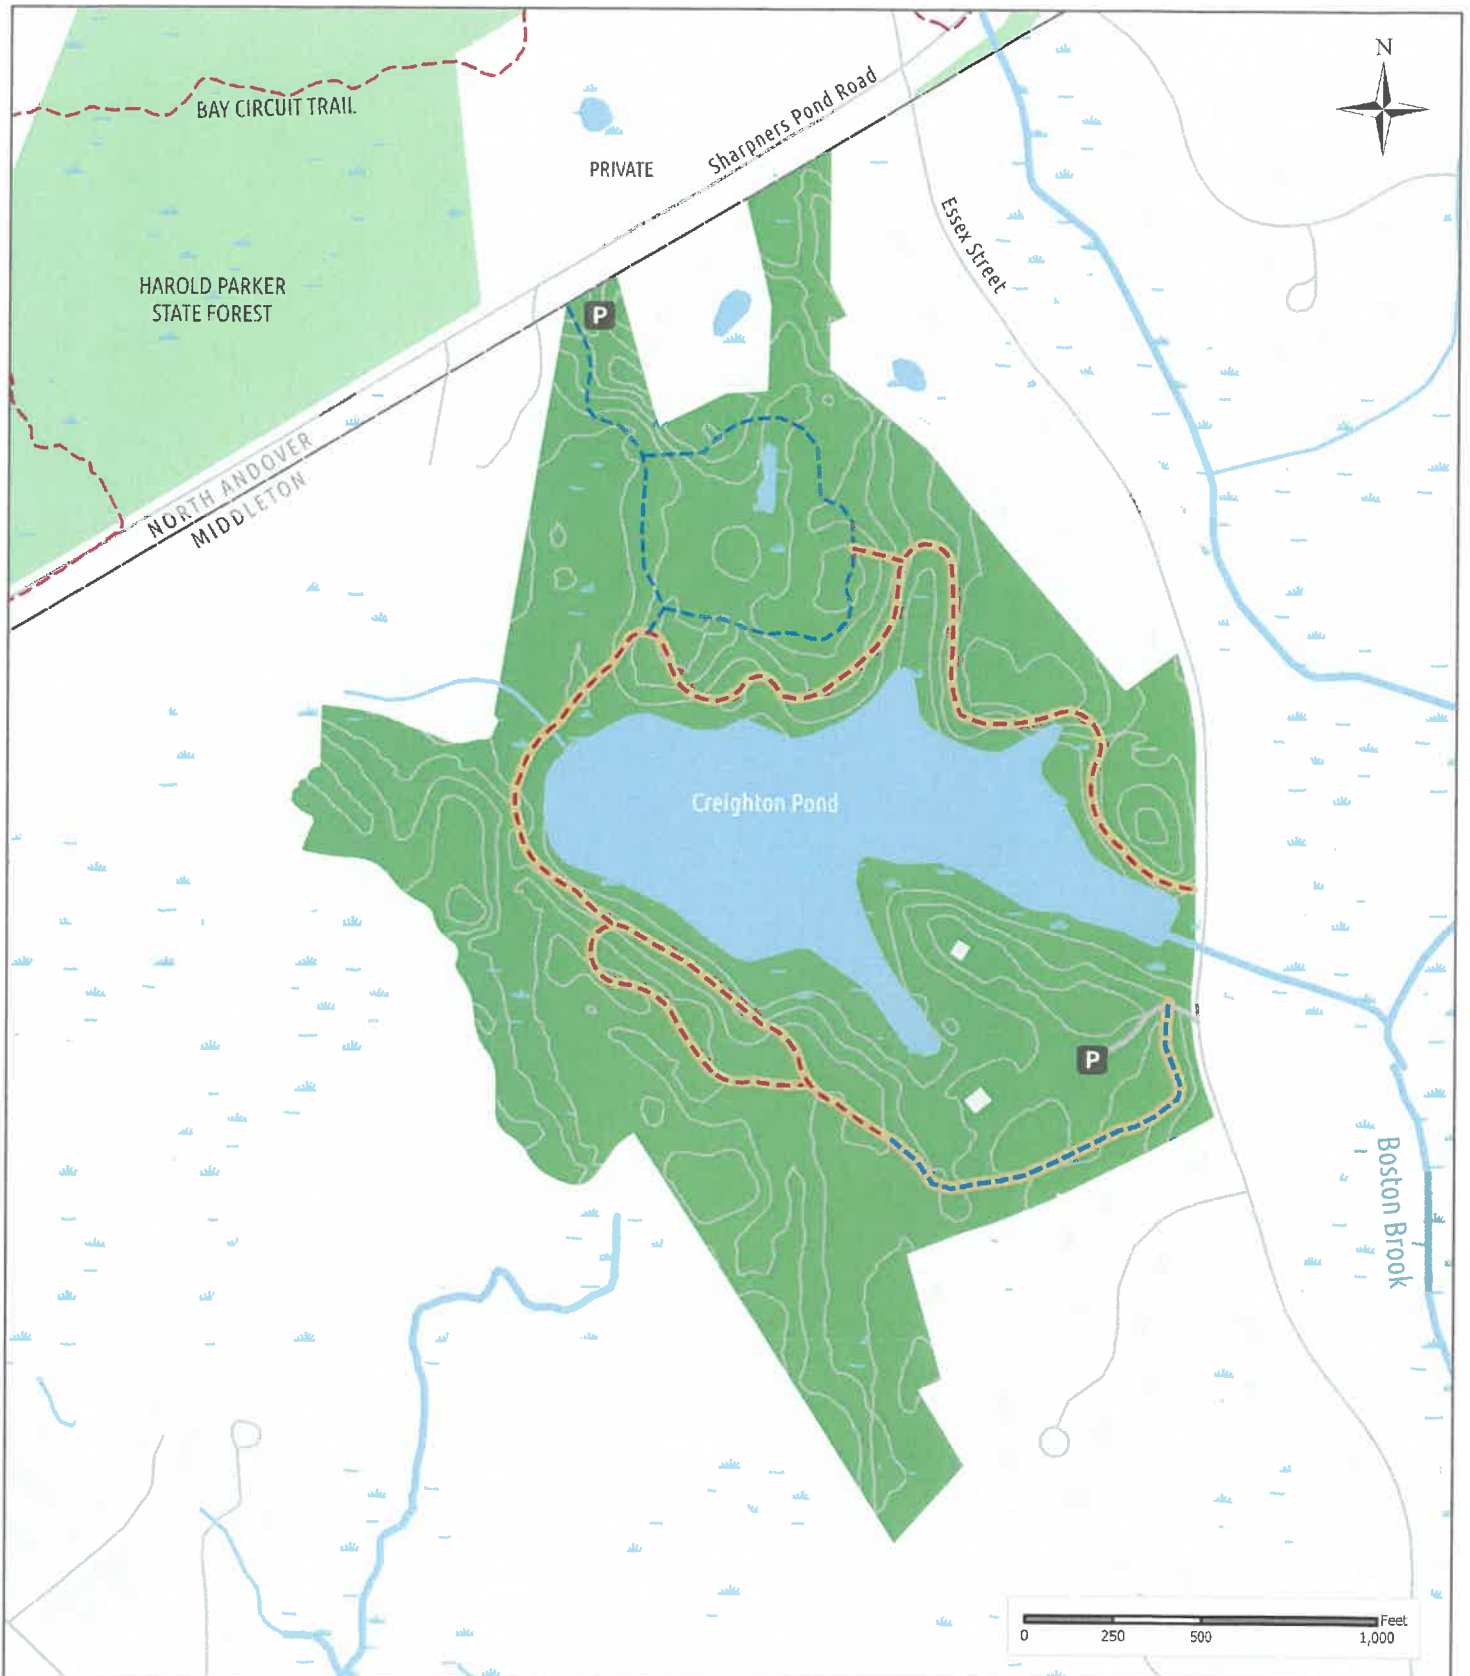 N
BAY CIRCUIT TRAIL
PRIVATE
Sharpners Pond Road
Essex Street
HAROLD PARKER
STATE FOREST
P
NORTH ANDOVER
MIDDLETON
Creighton Pond
P
Boston Brook
Feet
0 250 500 1,000